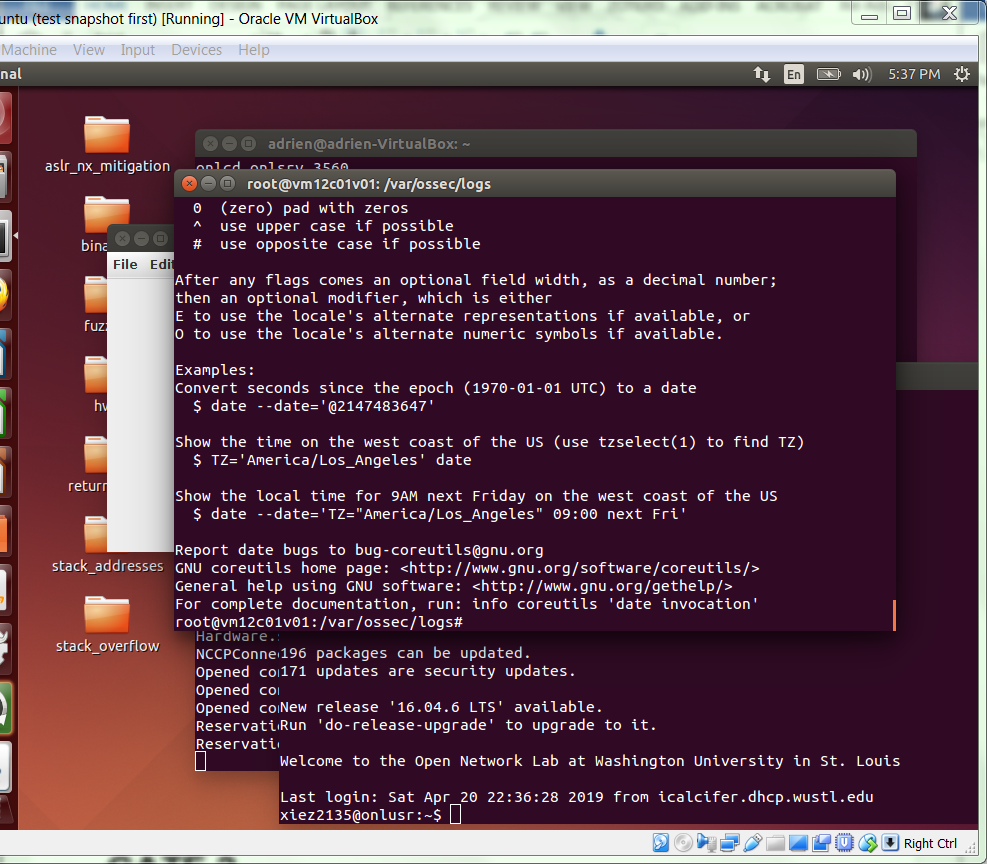 untu (test snapshot first) [Running] - Oracle VM VirtualBox
Machine View Input Devices Help
nal
En
5:37 PM
aslr_nx_mitigation
adrien@adrien-VirtualBox: ~
onlcd onlsrv 3560
root@vm12c01v01: /var/ossec/logs
0 (zero) pad with zeros
^ use upper case if possible
# use opposite case if possible
bina
File Edit
After any flags comes an optional field width, as a decimal number;
then an optional modifier, which is either
E to use the locale's alternate representations if available, or
O to use the locale's alternate numeric symbols if available.
fuzz
Examples:
Convert seconds since the epoch (1970-01-01 UTC) to a date
$ date --date='@2147483647'
hv
Show the time on the west coast of the US (use tzselect(1) to find TZ)
$ TZ='America/Los_Angeles' date
return
Show the local time for 9AM next Friday on the west coast of the US
$ date --date='TZ="America/Los_Angeles" 09:00 next Fri'
Report date bugs to bug-coreutils@gnu.org
GNU coreutils home page: <http://www.gnu.org/software/coreutils/>
General help using GNU software: <http://www.gnu.org/gethelp/>
For complete documentation, run: info coreutils 'date invocation'
root@vm12c01v01:/var/ossec/logs#
stack_addresses
stack_overflow
Hardware.
NCCPConne
Opened co
Opened co
Opened co
Reservati
Reservati
196 packages can be updated.
171 updates are security updates.
New release '16.04.6 LTS' available.
Run 'do-release-upgrade' to upgrade to it.
Welcome to the Open Network Lab at Washington University in St. Louis
Last login: Sat Apr 20 22:36:28 2019 from icalcifer.dhcp.wustl.edu
xiez2135@onlusr:~$
Right Ctrl